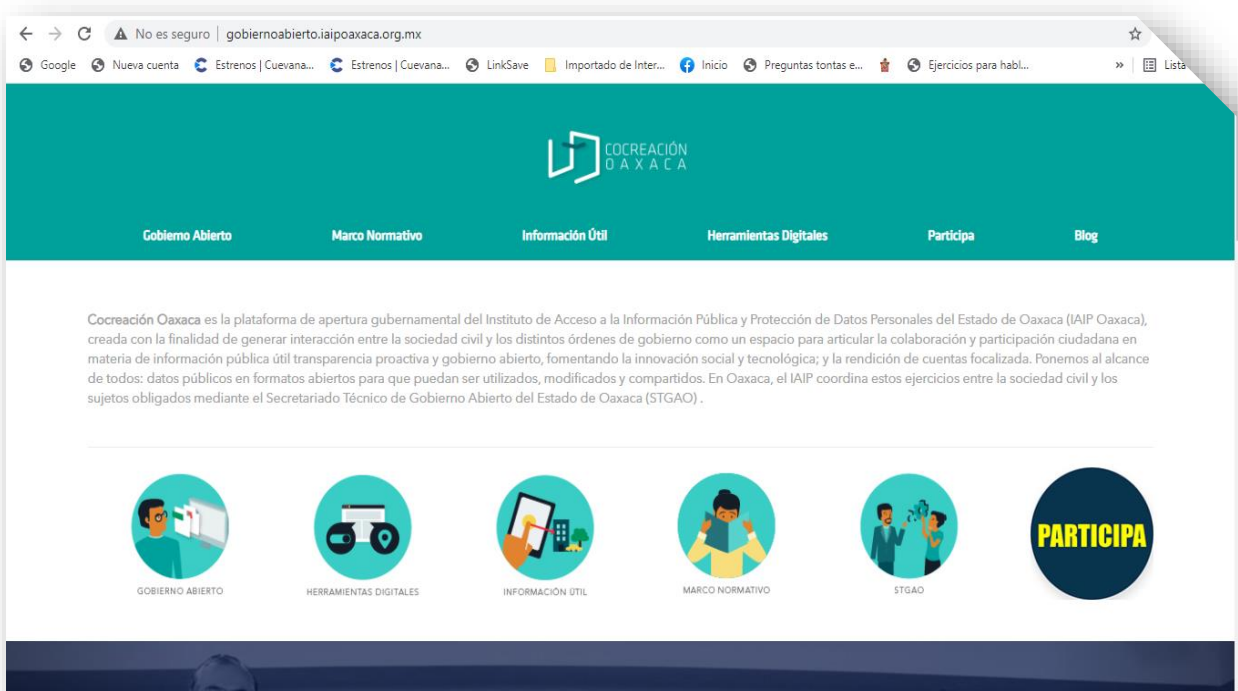 No es seguro | gobiernoabierto.iaipoaxaca.org.mx
Google Nueva cuenta Estrenos | Cuevana... Estrenos | Cuevana... LinkSave Importado de Inter... Inicio Preguntas tontas e... Ejercicios para habl... » Lista
COCREACIÓN
OAXACA
Gobierno Abierto Marco Normativo Información Útil Herramientas Digitales Participa Blog
Cocreación Oaxaca es la plataforma de apertura gubernamental del Instituto de Acceso a la Información Pública y Protección de Datos Personales del Estado de Oaxaca (IAIP Oaxaca),
creada con la finalidad de generar interacción entre la sociedad civil y los distintos órdenes de gobierno como un espacio para articular la colaboración y participación ciudadana en
materia de información pública útil transparencia proactiva y gobierno abierto, fomentando la innovación social y tecnológica; y la rendición de cuentas focalizada. Ponemos al alcance
de todos: datos públicos en formatos abiertos para que puedan ser utilizados, modificados y compartidos. En Oaxaca, el IAIP coordina estos ejercicios entre la sociedad civil y los
sujetos obligados mediante el Secretariado Técnico de Gobierno Abierto del Estado de Oaxaca (STGAO) .
PARTICIPA
GOBIERNO ABIERTO HERRAMIENTAS DIGITALES INFORMACIÓN ÚTIL MARCO NORMATIVO STGAO